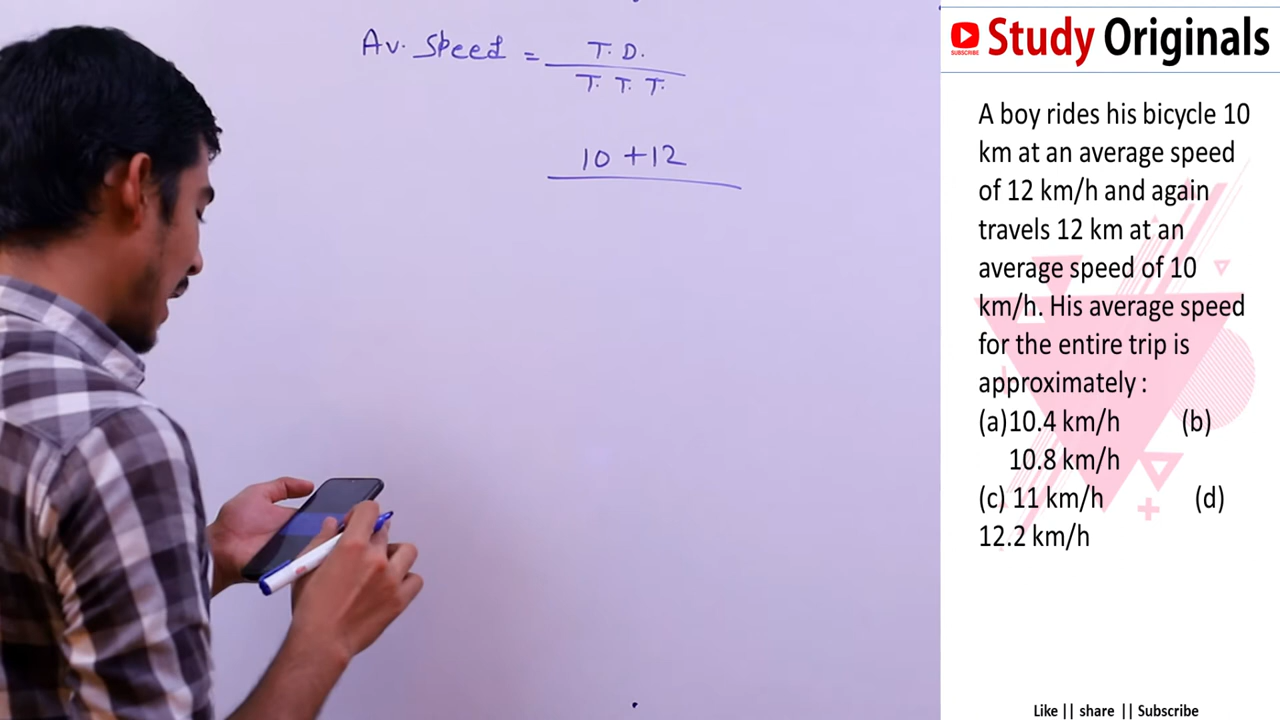 Av. Speed = T. D.
T. T. T.
10 + 12
SUBSCRIBE
Study Originals
A boy rides his bicycle 10
km at an average speed
of 12 km/h and again
travels 12 km at an
average speed of 10
km/h. His average speed
for the entire trip is
approximately :
(a)10.4 km/h (b)
10.8 km/h
(c) 11 km/h (d)
12.2 km/h
Like || share || Subscribe